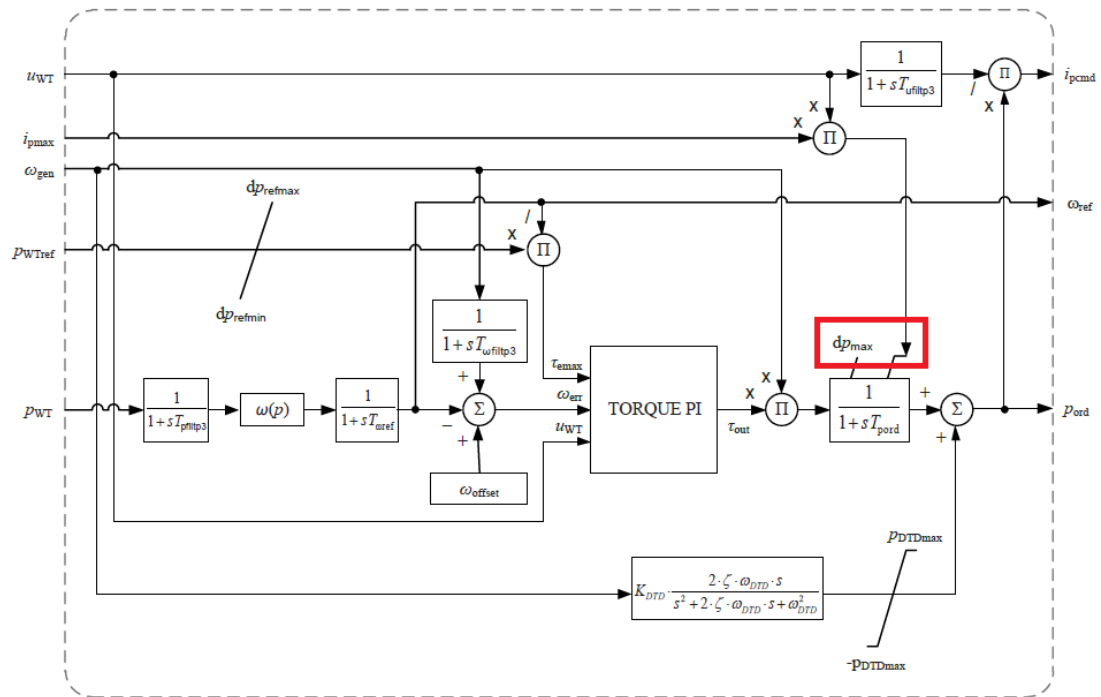 u_WT
1
1 + sT_ufiltp3
Π
i_pcmd
/
X
X
X
i_pmax
Π
ω_gen
dp_refmax
/
ω_ref
X
p_WTref
Π
dp_refmin
1
1 + sT_ωfiltp3
dp_max
τ_emax
+
X
p_WT
1
1 + sT_pfiltp3
ω(p)
1
1 + sT_ωref
Σ
−
+
ω_err
TORQUE PI
X
Π
1
1 + sT_pord
+
Σ
p_ord
u_WT
τ_out
+
ω_offset
p_DTDmax
K_DTD · 2·ζ·ω_DTD·s
s² + 2·ζ·ω_DTD·s + ω²_DTD
-p_DTDmax